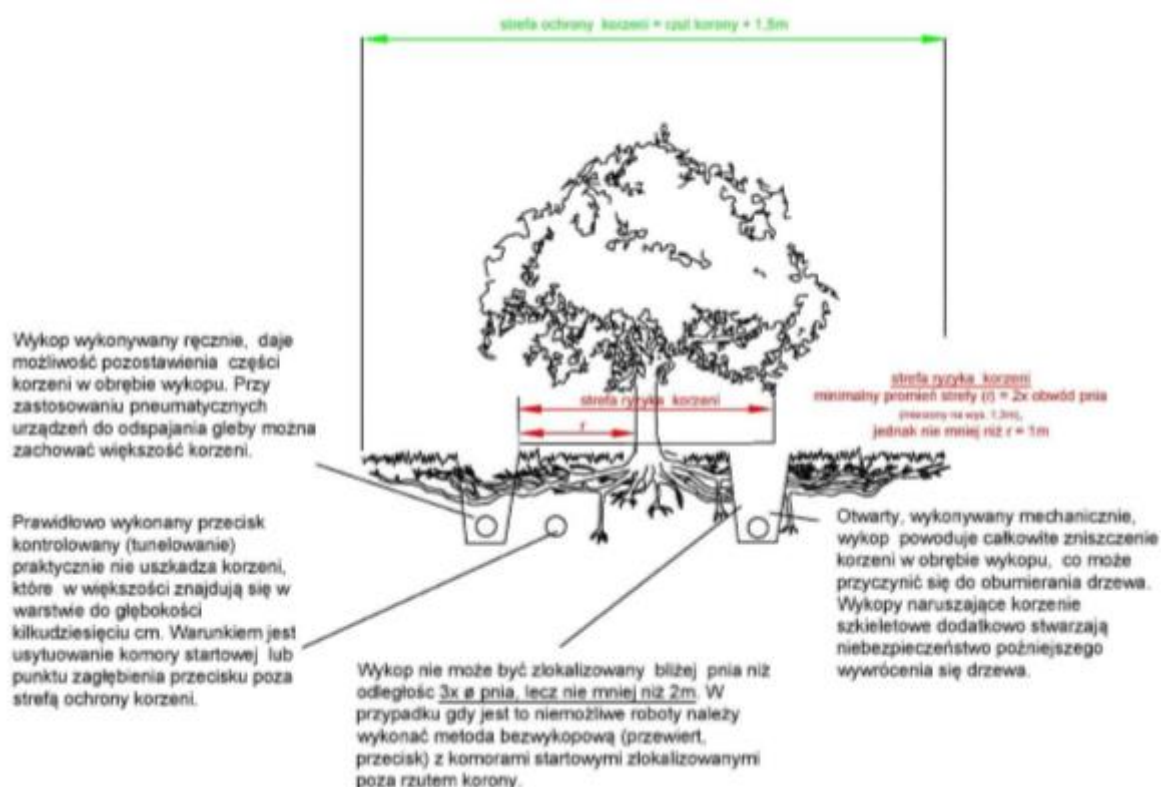 strefa ochrony korzeni = rzut korony + 1,5m
Wykop wykonywany ręcznie, daje
możliwość pozostawienia części
korzeni w obrębie wykopu. Przy
zastosowaniu pneumatycznych
urządzeń do odspajania gleby można
zachować większość korzeni.
strefa ryzyka korzeni
r
strefa ryzyka korzeni
minimalny promień strefy (r) = 2x obwód pnia
(mierzony na wys. 1,3m),
jednak nie mniej niż r = 1m
Prawidłowo wykonany przecisk
kontrolowany (tunelowanie)
praktycznie nie uszkadza korzeni,
które w większości znajdują się w
warstwie do głębokości
kilkudziesięciu cm. Warunkiem jest
usytuowanie komory startowej lub
punktu zagłębienia przecisku poza
strefą ochrony korzeni.
Wykop nie może być zlokalizowany bliżej pnia niż
odległośc 3x ø pnia, lecz nie mniej niż 2m. W
przypadku gdy jest to niemożliwe roboty należy
wykonać metoda bezwykopową (przewiert,
przecisk) z komorami startowymi zlokalizowanymi
poza rzutem korony.
Otwarty, wykonywany mechanicznie,
wykop powoduje całkowite zniszczenie
korzeni w obrębie wykopu, co może
przyczynić się do obumierania drzewa.
Wykopy naruszające korzenie
szkieletowe dodatkowo stwarzają
niebezpieczeństwo poźniejszego
wywrócenia się drzewa.